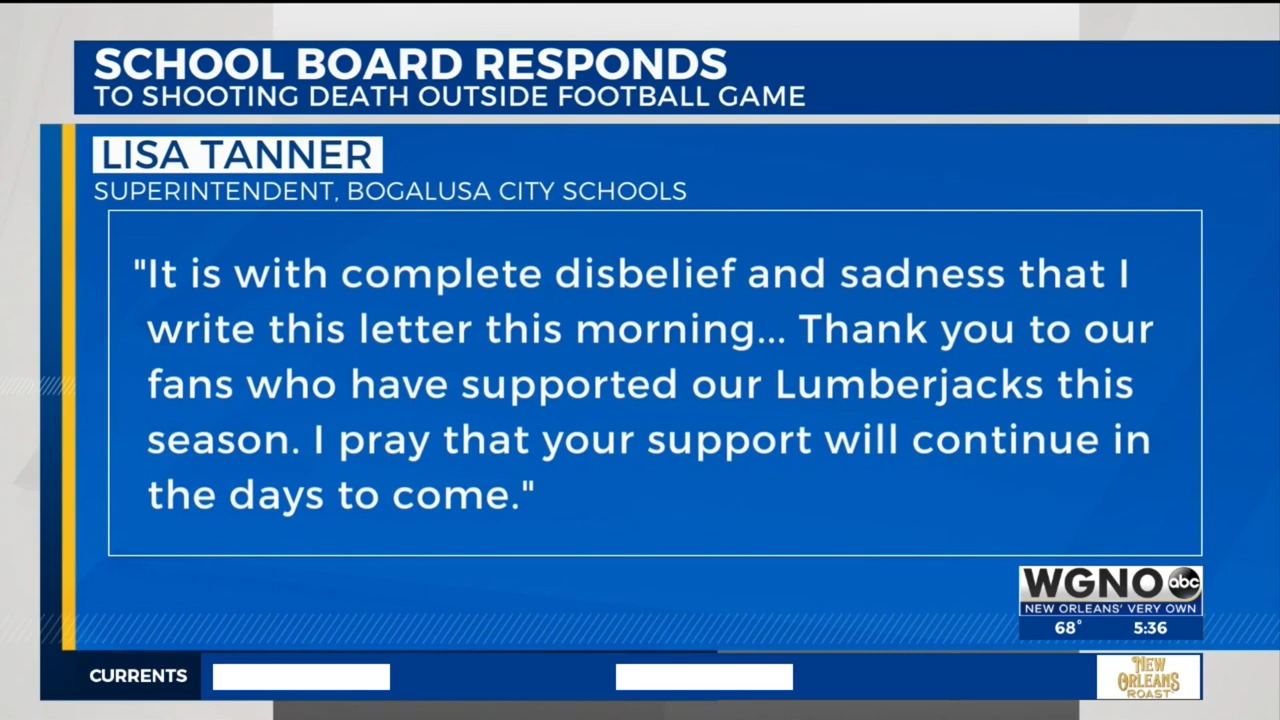 SCHOOL BOARD RESPONDS
TO SHOOTING DEATH OUTSIDE FOOTBALL GAME
LISA TANNER
SUPERINTENDENT, BOGALUSA CITY SCHOOLS
"It is with complete disbelief and sadness that I
write this letter this morning... Thank you to our
fans who have supported our Lumberjacks this
season. I pray that your support will continue in
the days to come."
WGNO abc
NEW ORLEANS' VERY OWN
68° 5:36
CURRENTS
NEW
ORLEANS
ROAST